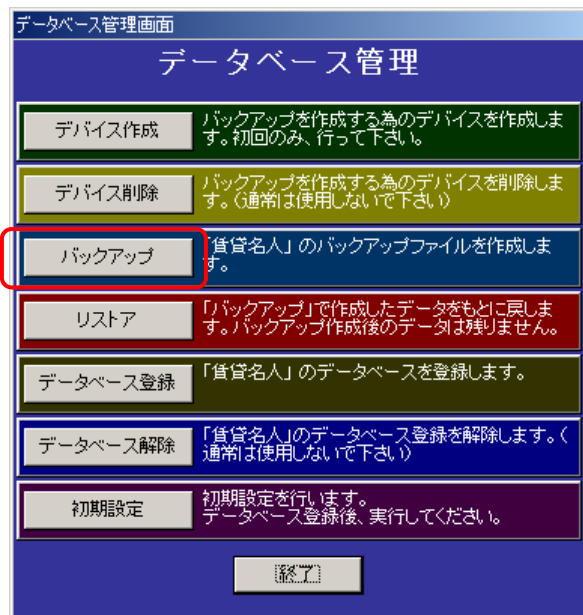 データベース管理画面
データベース管理
デバイス作成
バックアップを作成する為のデバイスを作成しま
す。初回のみ、行って下さい。
デバイス削除
バックアップを作成する為のデバイスを削除しま
す。(通常は使用しないで下さい)
バックアップ
「賃貸名人」のバックアップファイルを作成しま
す。
リストア
「バックアップ」で作成したデータをもとに戻しま
す。バックアップ作成後のデータは残りません。
データベース登録
「賃貸名人」のデータベースを登録します。
データベース解除
「賃貸名人」のデータベース登録を解除します。(
通常は使用しないで下さい)
初期設定
初期設定を行います。
データベース登録後、実行してください。
終了